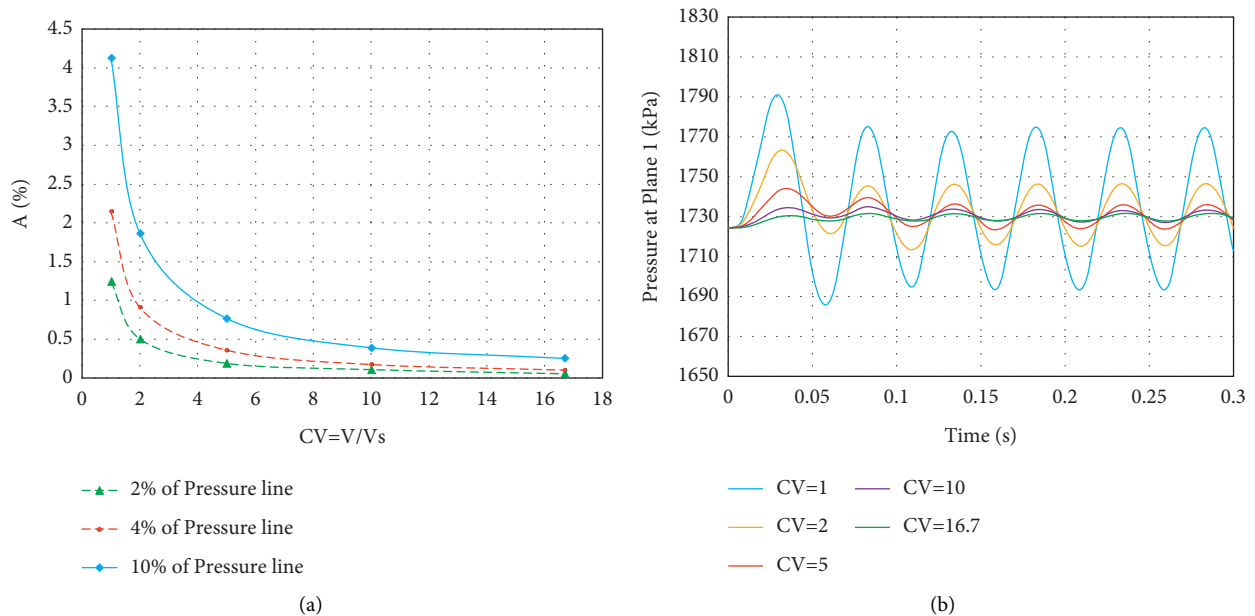 4.5
4
3.5
3
2.5
2
1.5
1
0.5
0
A (%)
0 2 4 6 8 10 12 14 16 18
CV=V/Vs
2% of Pressure line
4% of Pressure line
10% of Pressure line
(a)
1830
1810
1790
1770
1750
1730
1710
1690
1670
1650
Pressure at Plane 1 (kPa)
0 0.05 0.1 0.15 0.2 0.25 0.3
Time (s)
CV=1 CV=10
CV=2 CV=16.7
CV=5
(b)